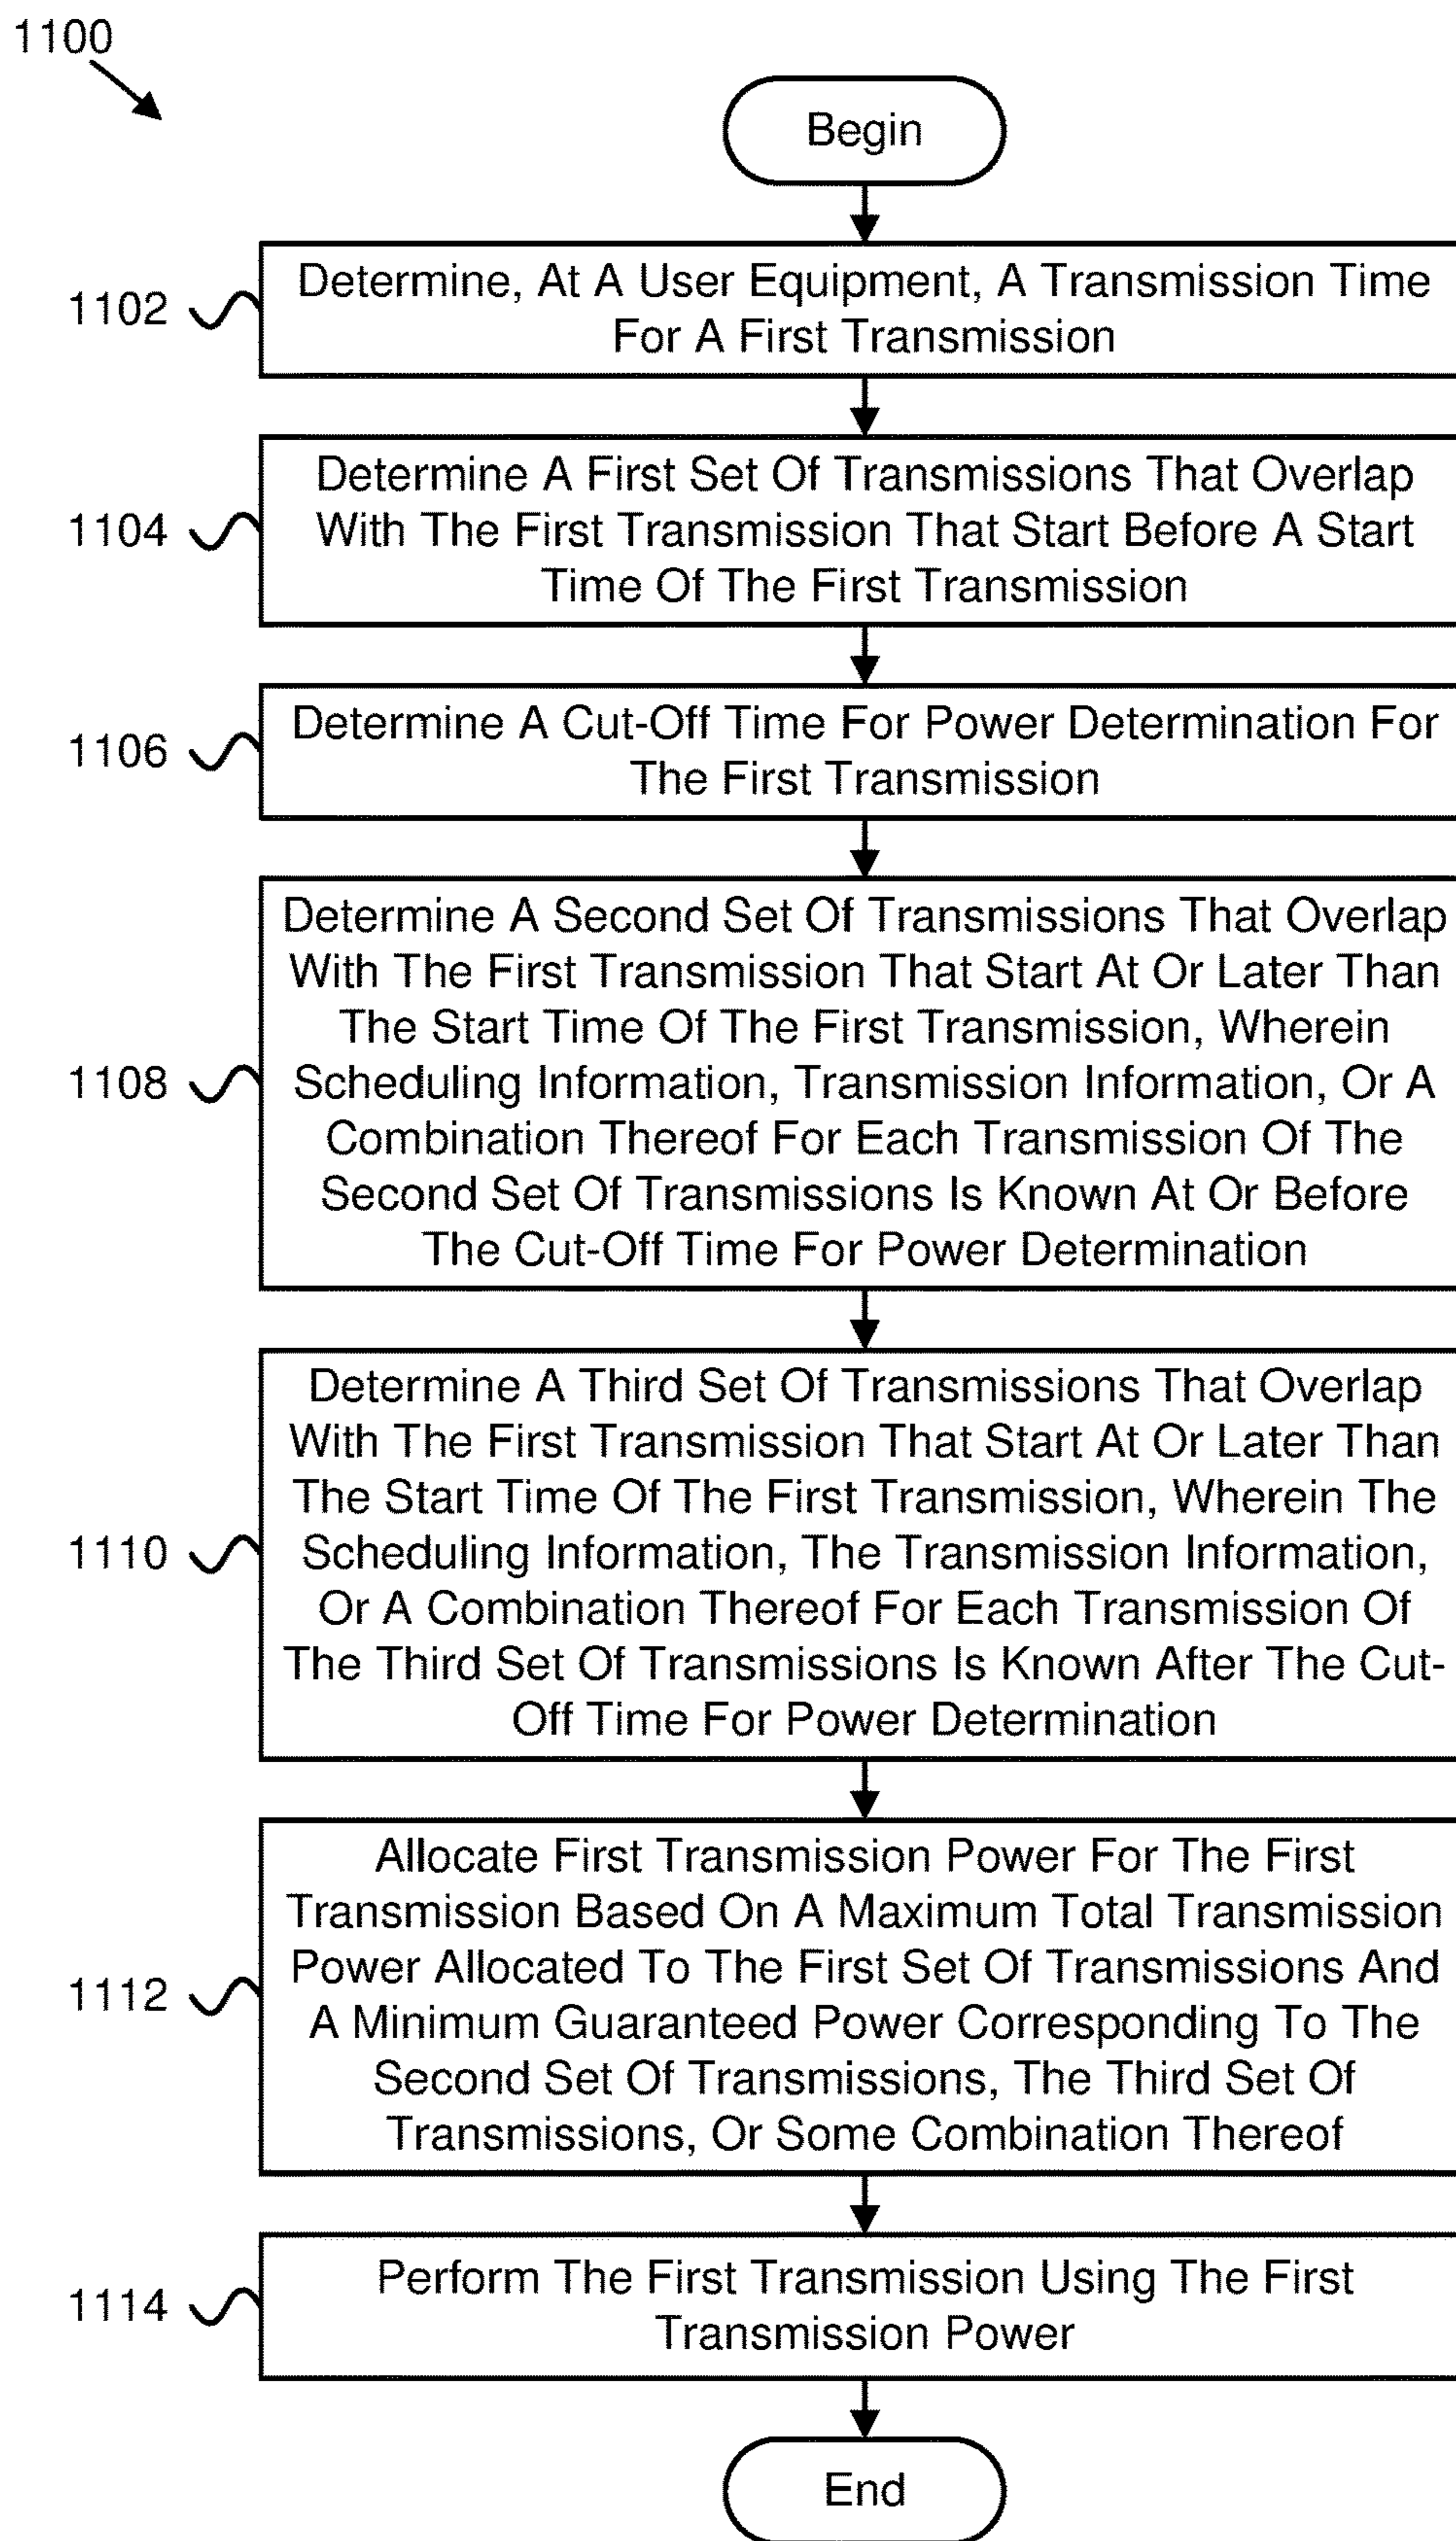 1100
Begin
1102
Determine, At A User Equipment, A Transmission Time
For A First Transmission
1104
Determine A First Set Of Transmissions That Overlap
With The First Transmission That Start Before A Start
Time Of The First Transmission
1106
Determine A Cut-Off Time For Power Determination For
The First Transmission
1108
Determine A Second Set Of Transmissions That Overlap
With The First Transmission That Start At Or Later Than
The Start Time Of The First Transmission, Wherein
Scheduling Information, Transmission Information, Or A
Combination Thereof For Each Transmission Of The
Second Set Of Transmissions Is Known At Or Before
The Cut-Off Time For Power Determination
1110
Determine A Third Set Of Transmissions That Overlap
With The First Transmission That Start At Or Later Than
The Start Time Of The First Transmission, Wherein The
Scheduling Information, The Transmission Information,
Or A Combination Thereof For Each Transmission Of
The Third Set Of Transmissions Is Known After The Cut-
Off Time For Power Determination
1112
Allocate First Transmission Power For The First
Transmission Based On A Maximum Total Transmission
Power Allocated To The First Set Of Transmissions And
A Minimum Guaranteed Power Corresponding To The
Second Set Of Transmissions, The Third Set Of
Transmissions, Or Some Combination Thereof
1114
Perform The First Transmission Using The First
Transmission Power
End